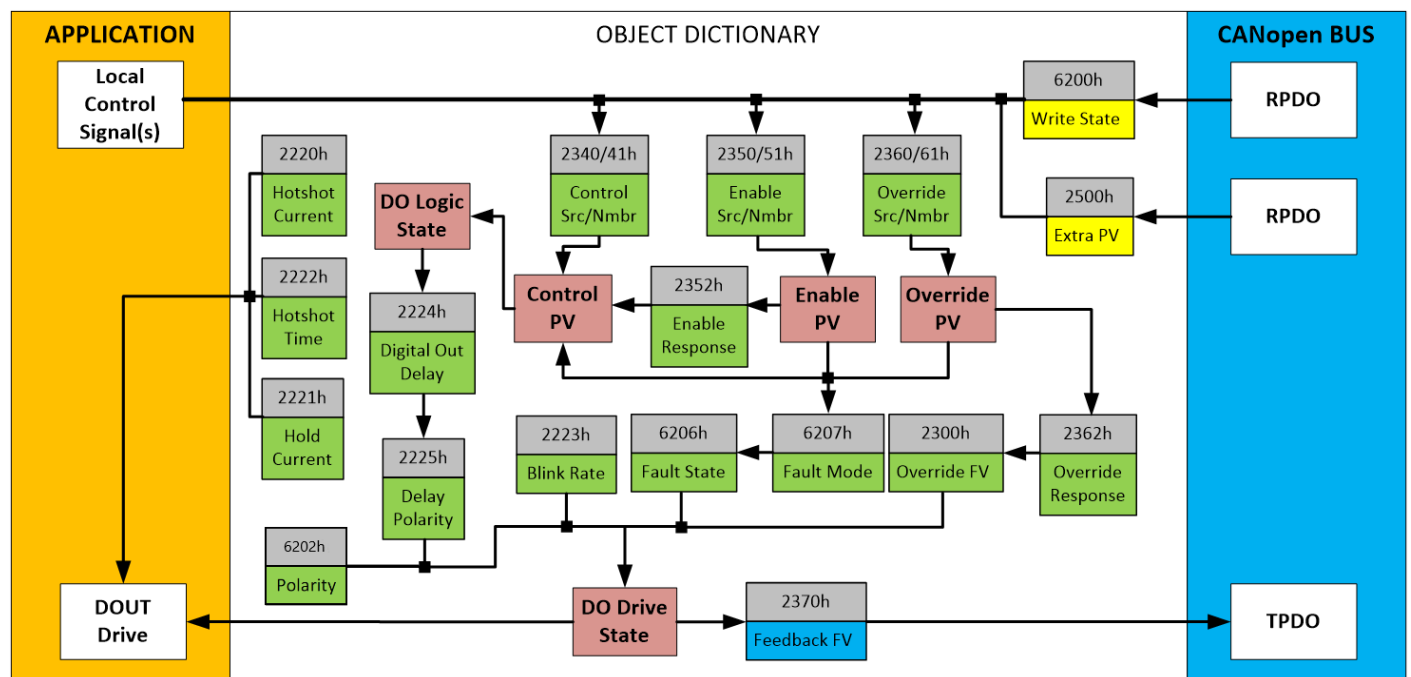 APPLICATION
OBJECT DICTIONARY
CANopen BUS
Local
Control
Signal(s)
6200h
Write State
RPDO
2220h
Hotshot
Current
2340/41h
Control
Src/Nmbr
2350/51h
Enable
Src/Nmbr
2360/61h
Override
Src/Nmbr
2500h
Extra PV
RPDO
DO Logic
State
2222h
Hotshot
Time
2224h
Digital Out
Delay
Control
PV
2352h
Enable
Response
Enable
PV
Override
PV
2221h
Hold
Current
2225h
Delay
Polarity
2223h
Blink Rate
6206h
Fault State
6207h
Fault Mode
2300h
Override FV
2362h
Override
Response
6202h
Polarity
DOUT
Drive
DO Drive
State
2370h
Feedback FV
TPDO